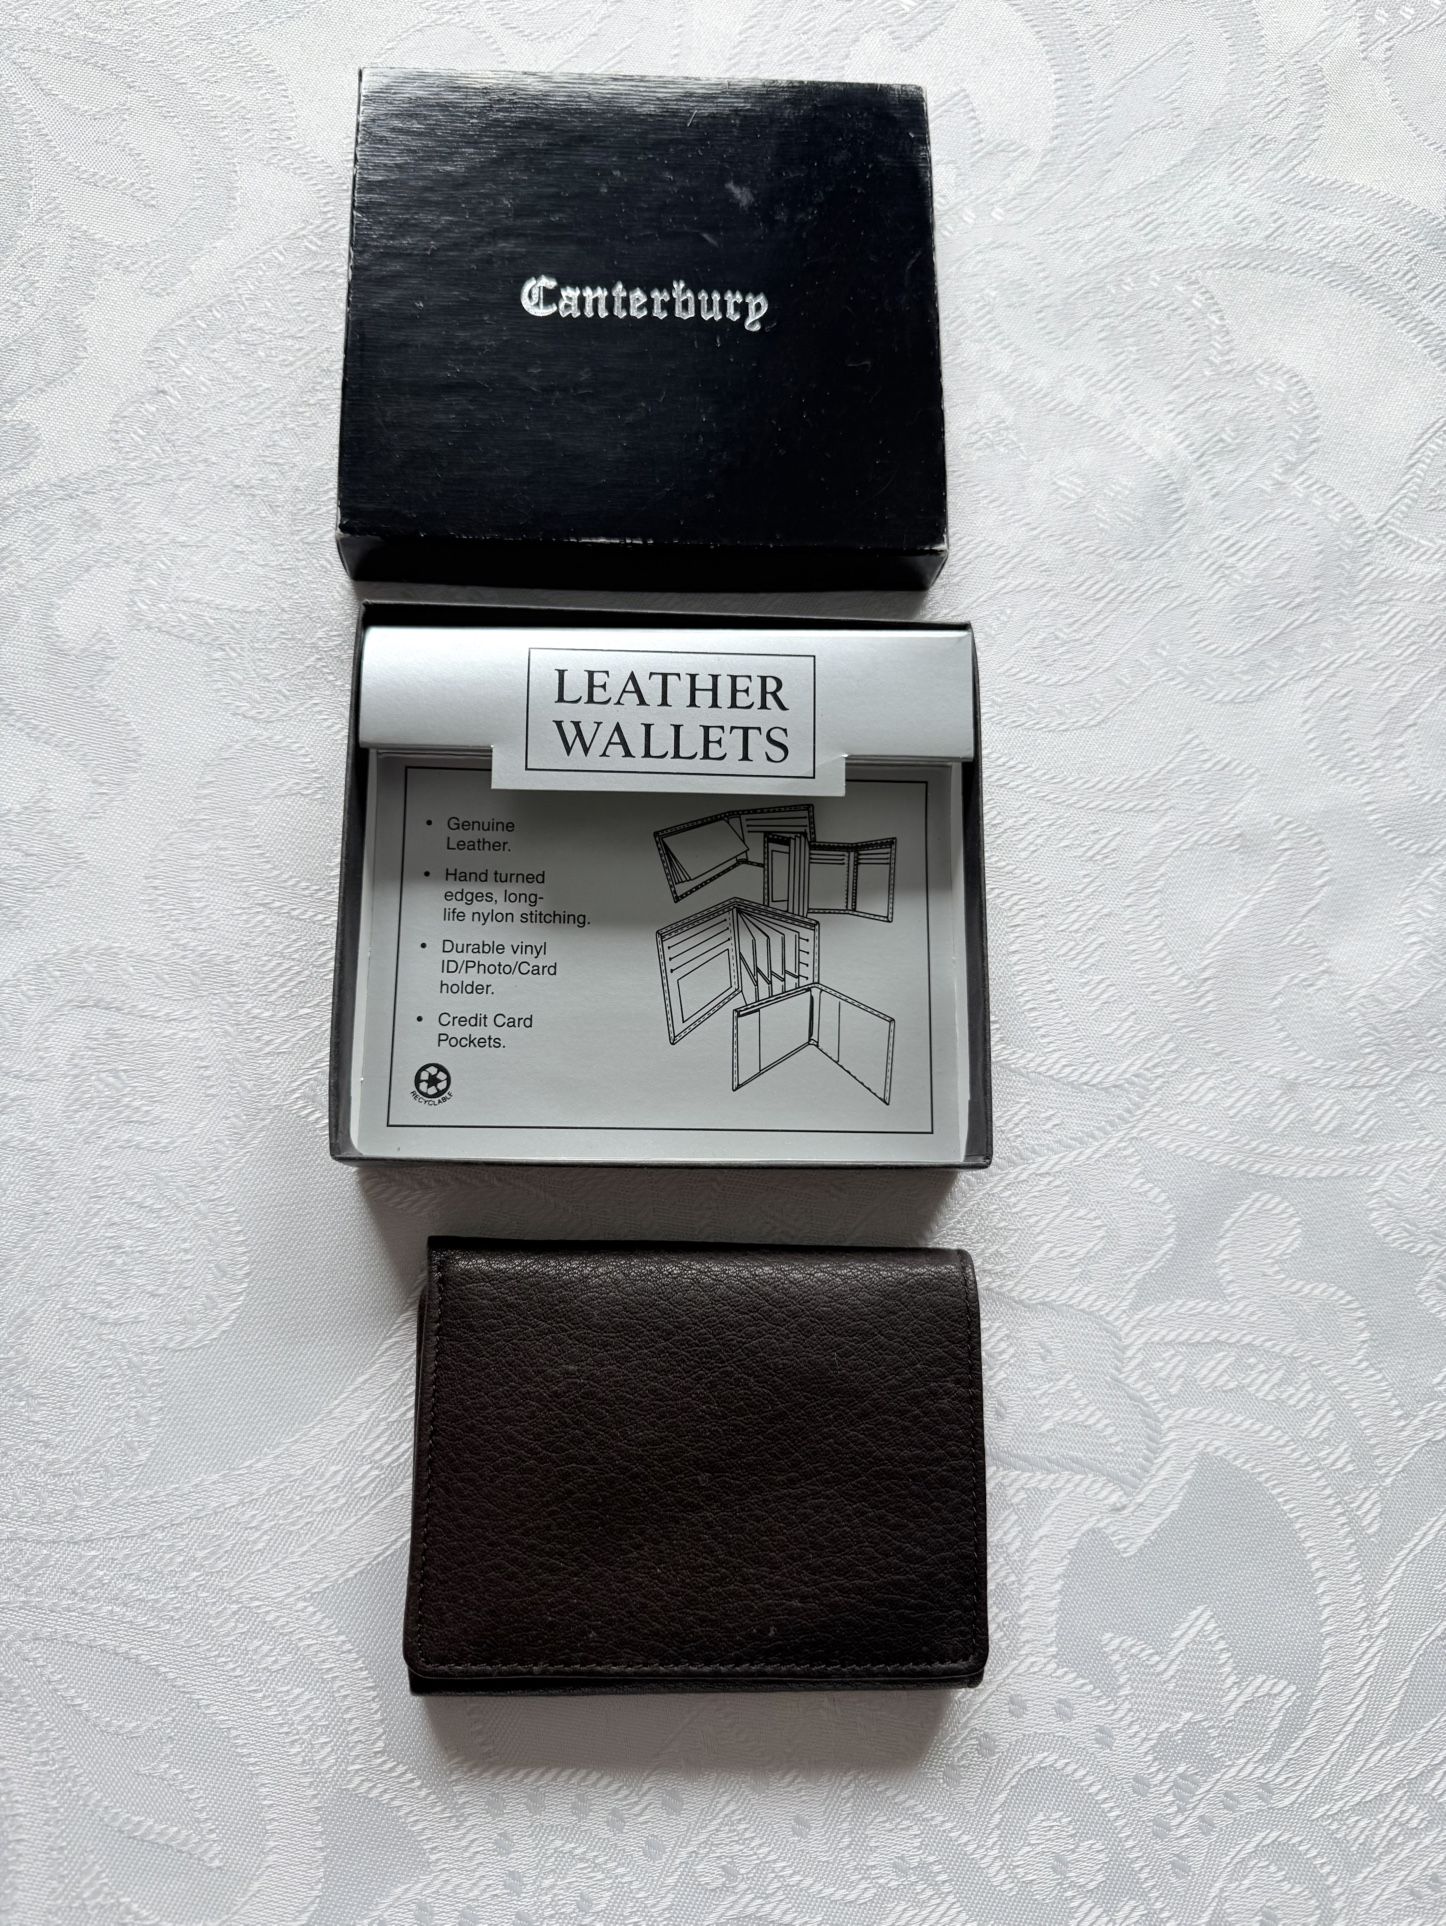 Canterbury
LEATHER
WALLETS
• Genuine
Leather.
• Hand turned
edges, long-
life nylon stitching.
• Durable vinyl
ID/Photo/Card
holder.
• Credit Card
Pockets.
RECYCLABLE